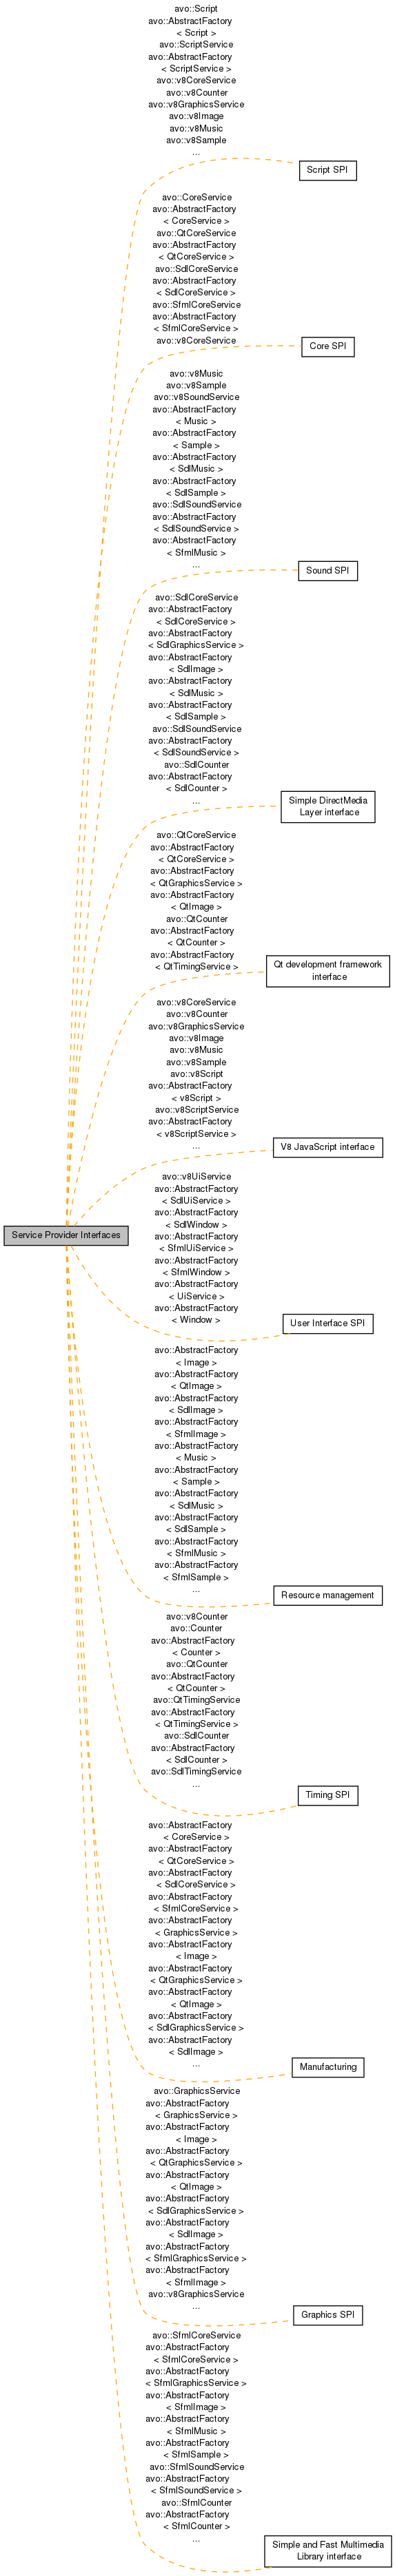 avo::Script
avo::AbstractFactory
< Script >
avo::ScriptService
avo::AbstractFactory
< ScriptService >
avo::v8CoreService
avo::v8Counter
avo::v8GraphicsService
avo::v8Image
avo::v8Music
avo::v8Sample
...
Script SPI
avo::CoreService
avo::AbstractFactory
< CoreService >
avo::QtCoreService
avo::AbstractFactory
< QtCoreService >
avo::SdlCoreService
avo::AbstractFactory
< SdlCoreService >
avo::SfmlCoreService
avo::AbstractFactory
< SfmlCoreService >
avo::v8CoreService
Core SPI
avo::v8Music
avo::v8Sample
avo::v8SoundService
avo::AbstractFactory
< Music >
avo::AbstractFactory
< Sample >
avo::AbstractFactory
< SdlMusic >
avo::AbstractFactory
< SdlSample >
avo::SdlSoundService
avo::AbstractFactory
< SdlSoundService >
avo::AbstractFactory
< SfmlMusic >
...
Sound SPI
avo::SdlCoreService
avo::AbstractFactory
< SdlCoreService >
avo::AbstractFactory
< SdlGraphicsService >
avo::AbstractFactory
< SdlImage >
avo::AbstractFactory
< SdlMusic >
avo::AbstractFactory
< SdlSample >
avo::SdlSoundService
avo::AbstractFactory
< SdlSoundService >
avo::SdlCounter
avo::AbstractFactory
< SdlCounter >
...
Simple DirectMedia
Layer interface
avo::QtCoreService
avo::AbstractFactory
< QtCoreService >
avo::AbstractFactory
< QtGraphicsService >
avo::AbstractFactory
< QtImage >
avo::QtCounter
avo::AbstractFactory
< QtCounter >
avo::AbstractFactory
< QtTimingService >
Qt development framework
interface
avo::v8CoreService
avo::v8Counter
avo::v8GraphicsService
avo::v8Image
avo::v8Music
avo::v8Sample
avo::v8Script
avo::AbstractFactory
< v8Script >
avo::v8ScriptService
avo::AbstractFactory
< v8ScriptService >
...
V8 JavaScript interface
avo::v8UiService
avo::AbstractFactory
< SdlUiService >
avo::AbstractFactory
< SdlWindow >
avo::AbstractFactory
< SfmlUiService >
avo::AbstractFactory
< SfmlWindow >
avo::AbstractFactory
< UiService >
avo::AbstractFactory
< Window >
Service Provider Interfaces
User Interface SPI
avo::AbstractFactory
< Image >
avo::AbstractFactory
< QtImage >
avo::AbstractFactory
< SdlImage >
avo::AbstractFactory
< SfmlImage >
avo::AbstractFactory
< Music >
avo::AbstractFactory
< Sample >
avo::AbstractFactory
< SdlMusic >
avo::AbstractFactory
< SdlSample >
avo::AbstractFactory
< SfmlMusic >
avo::AbstractFactory
< SfmlSample >
...
Resource management
avo::v8Counter
avo::Counter
avo::AbstractFactory
< Counter >
avo::QtCounter
avo::AbstractFactory
< QtCounter >
avo::QtTimingService
avo::AbstractFactory
< QtTimingService >
avo::SdlCounter
avo::AbstractFactory
< SdlCounter >
avo::SdlTimingService
...
Timing SPI
avo::AbstractFactory
< CoreService >
avo::AbstractFactory
< QtCoreService >
avo::AbstractFactory
< SdlCoreService >
avo::AbstractFactory
< SfmlCoreService >
avo::AbstractFactory
< GraphicsService >
avo::AbstractFactory
< Image >
avo::AbstractFactory
< QtGraphicsService >
avo::AbstractFactory
< QtImage >
avo::AbstractFactory
< SdlGraphicsService >
avo::AbstractFactory
< SdlImage >
...
Manufacturing
avo::GraphicsService
avo::AbstractFactory
< GraphicsService >
avo::AbstractFactory
< Image >
avo::AbstractFactory
< QtGraphicsService >
avo::AbstractFactory
< QtImage >
avo::AbstractFactory
< SdlGraphicsService >
avo::AbstractFactory
< SdlImage >
avo::AbstractFactory
< SfmlGraphicsService >
avo::AbstractFactory
< SfmlImage >
avo::v8GraphicsService
...
Graphics SPI
avo::SfmlCoreService
avo::AbstractFactory
< SfmlCoreService >
avo::AbstractFactory
< SfmlGraphicsService >
avo::AbstractFactory
< SfmlImage >
avo::AbstractFactory
< SfmlMusic >
avo::AbstractFactory
< SfmlSample >
avo::SfmlSoundService
avo::AbstractFactory
< SfmlSoundService >
avo::SfmlCounter
avo::AbstractFactory
< SfmlCounter >
...
Simple and Fast Multimedia
Library interface